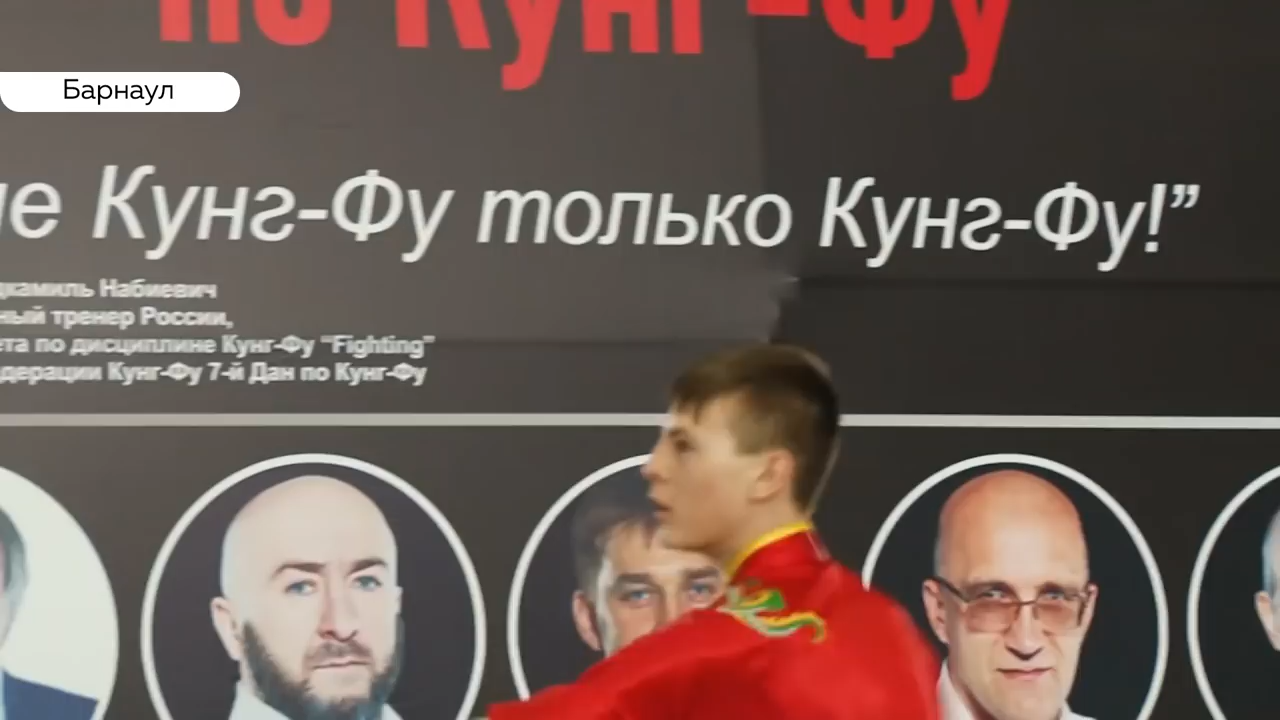 по Кунг-Фу
Барнаул
Кунг-Фу только Кунг-Фу!”
Набиевич
тренер России,
по дисциплине Кунг-Фу "Fighting"
Кунг-Фу 7-й Дан по Кунг-Фу